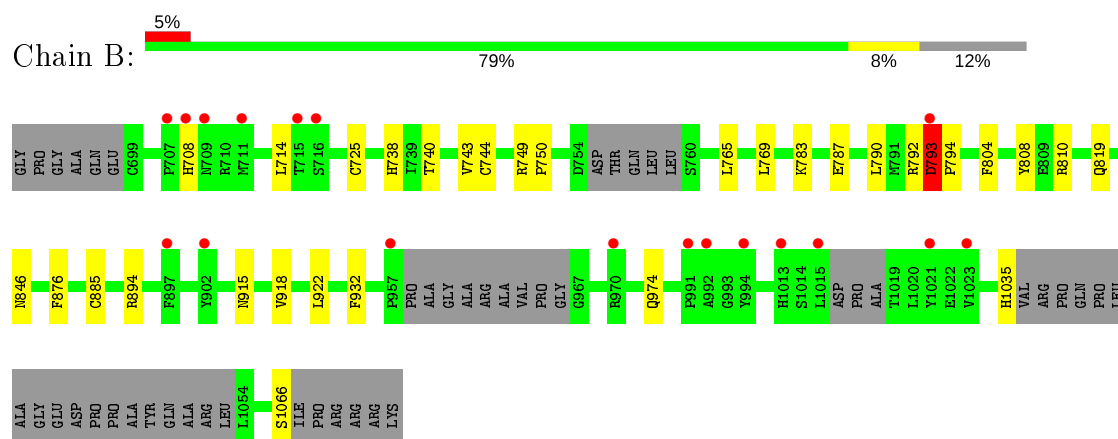 5%
Chain B:
79% 8% 12%
GLY PRO GLY ALA GLN GLU C699 P707 H708 N709 R710 M711 L714 T715 S716 C725 H738 I739 T740 V743 C744 R749 P750 D754 ASP THR GLN LEU LEU S760 L765 L769 K783 E787 L790 M791 R792 D793 P794 F804 Y808 E809 R810 Q819
N846 F876 C885 R894 F897 Y902 N915 V918 L922 F932 P957 PRO ALA GLY ALA ARG ALA VAL PRO GLY G967 R970 Q974 P991 A992 G993 Y994 H1013 S1014 L1015 ASP PRO ALA T1019 L1020 Y1021 E1022 V1023 H1035 VAL ARG PRO GLN PRO LEU
ALA GLY GLU ASP PRO PRO ALA TYR GLN ALA ARG LEU L1054 S1066 ILE PRO ARG ARG ARG LYS